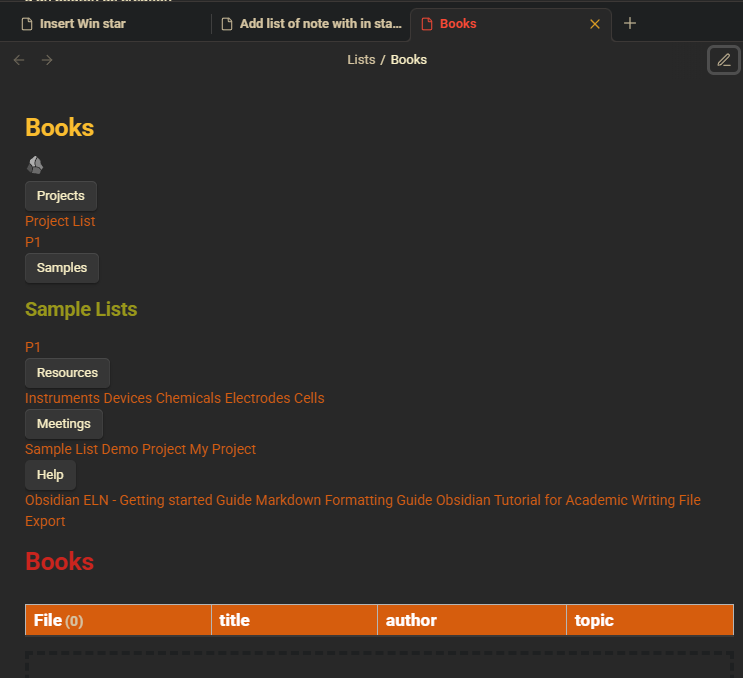 Insert Win star
Add list of note with in sta...
Books
Lists / Books
Books
Projects
Project List
P1
Samples
Sample Lists
P1
Resources
Instruments Devices Chemicals Electrodes Cells
Meetings
Sample List Demo Project My Project
Help
Obsidian ELN - Getting started Guide Markdown Formatting Guide Obsidian Tutorial for Academic Writing File
Export
Books
File (0) title author topic